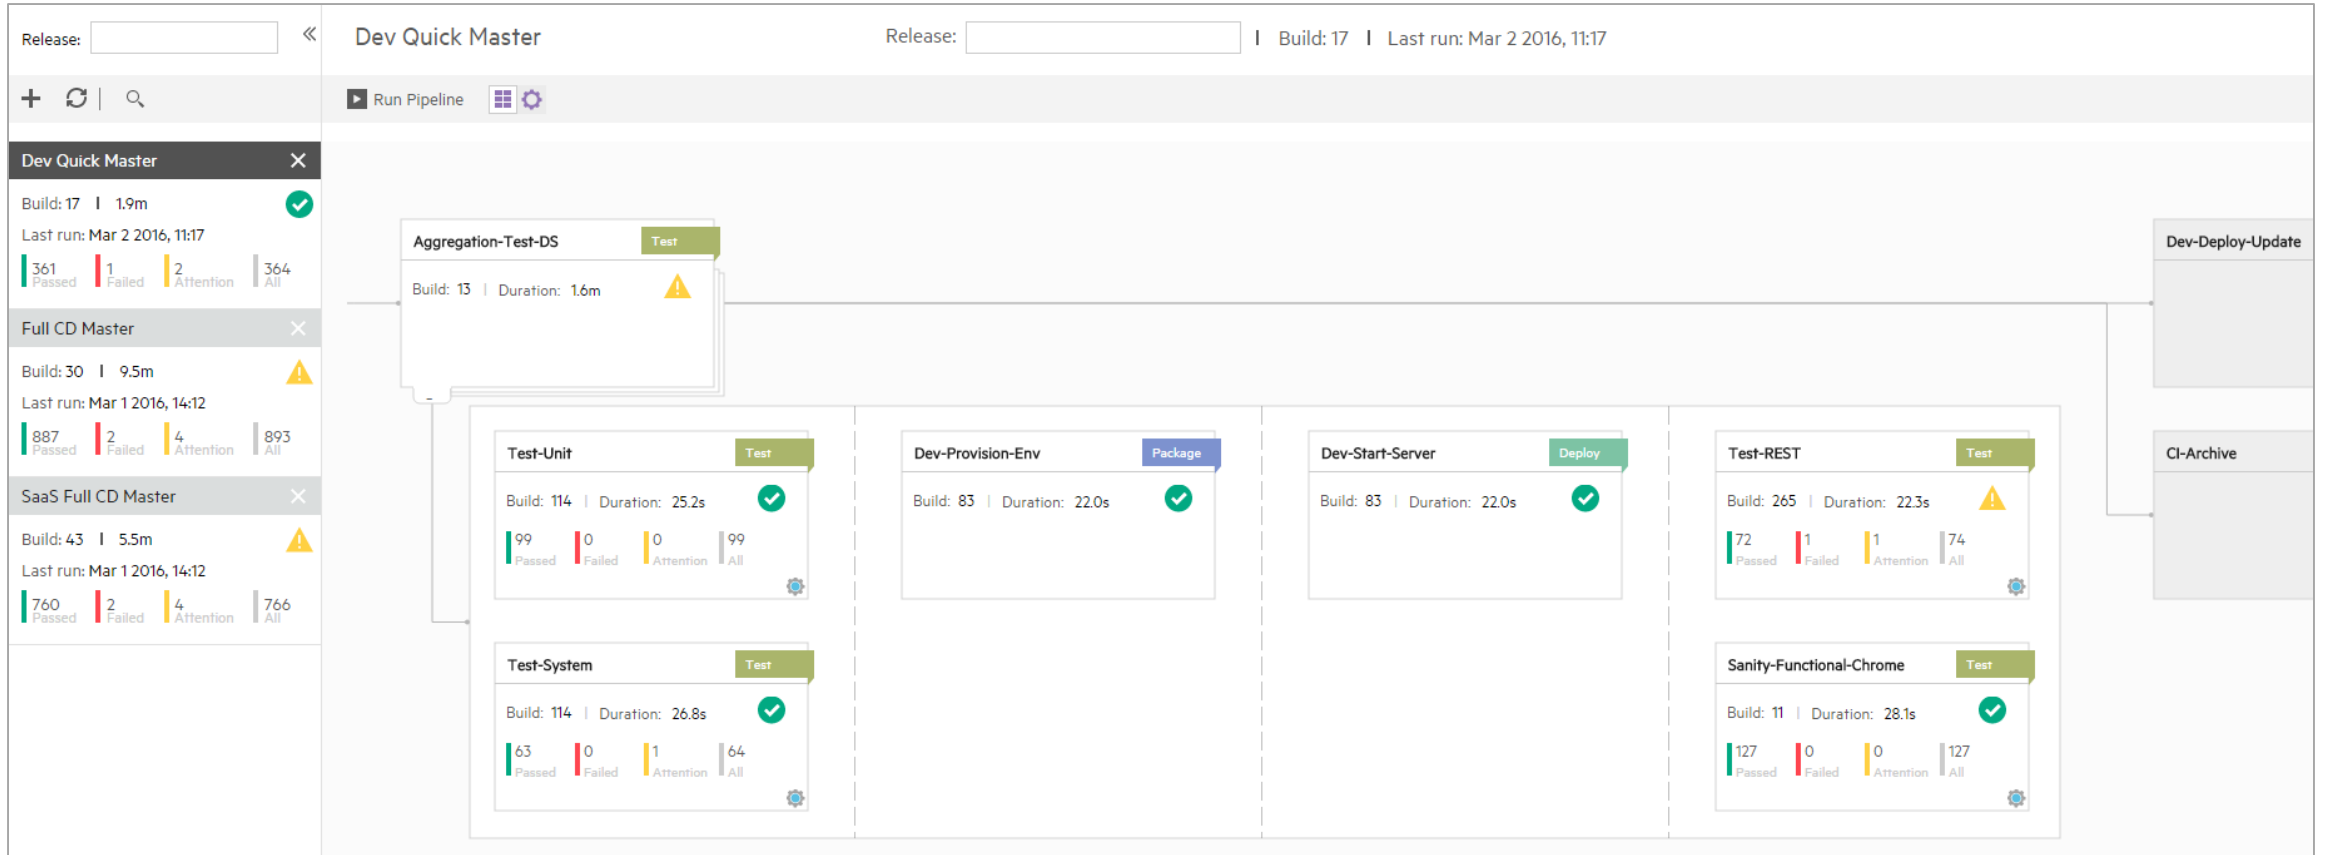 Release:
Dev Quick Master
Release:
Build: 17
Last run: Mar 2 2016, 11:17
Run Pipeline
Dev Quick Master
Build: 17 | 1.9m
Last run: Mar 2 2016, 11:17
361 1 2 364
Passed Failed Attention All
Full CD Master
Build: 30 | 9.5m
Last run: Mar 1 2016, 14:12
887 2 4 893
Passed Failed Attention All
SaaS Full CD Master
Build: 43 | 5.5m
Last run: Mar 1 2016, 14:12
760 2 4 766
Passed Failed Attention All
Aggregation-Test-DS Test
Build: 13 | Duration: 1.6m
Test-Unit Test
Build: 114 | Duration: 25.2s
99 0 0 99
Passed Failed Attention All
Test-System Test
Build: 114 | Duration: 26.8s
63 0 1 64
Passed Failed Attention All
Dev-Provision-Env Package
Build: 83 | Duration: 22.0s
Dev-Start-Server Deploy
Build: 83 | Duration: 22.0s
Test-REST Test
Build: 265 | Duration: 22.3s
72 1 1 74
Passed Failed Attention All
Sanity-Functional-Chrome Test
Build: 11 | Duration: 28.1s
127 0 0 127
Passed Failed Attention All
Dev-Deploy-Update
CI-Archive